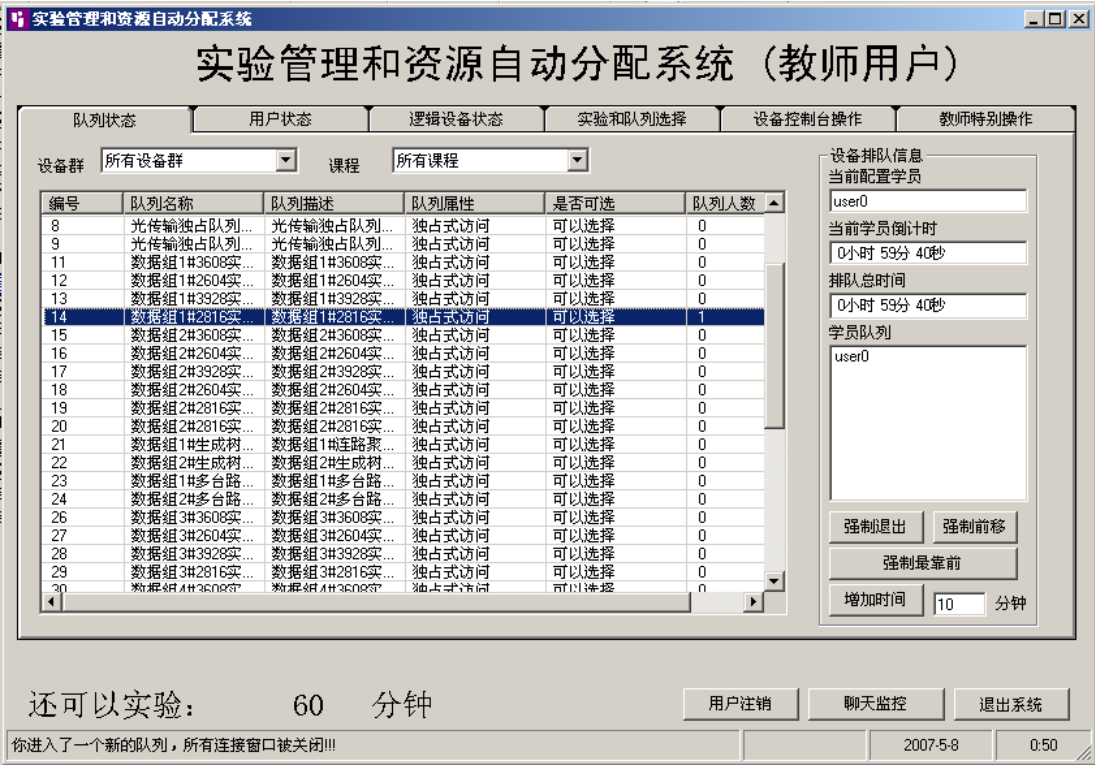 实验管理和资源自动分配系统
实验管理和资源自动分配系统（教师用户）
队列状态 用户状态 逻辑设备状态 实验和队列选择 设备控制台操作 教师特别操作
设备群 所有设备群 课程 所有课程
编号 队列名称 队列描述 队列属性 是否可选 队列人数
8 光传输独占队列... 光传输独占队列... 独占式访问 可以选择 0
9 光传输独占队列... 光传输独占队列... 独占式访问 可以选择 0
11 数据组1#3608实... 数据组1#3608实... 独占式访问 可以选择 0
12 数据组1#2604实... 数据组1#2604实... 独占式访问 可以选择 0
13 数据组1#3928实... 数据组1#3928实... 独占式访问 可以选择 0
14 数据组1#2816实... 数据组1#2816实... 独占式访问 可以选择 1
15 数据组2#3608实... 数据组2#3608实... 独占式访问 可以选择 0
16 数据组2#2604实... 数据组2#2604实... 独占式访问 可以选择 0
17 数据组2#3928实... 数据组2#3928实... 独占式访问 可以选择 0
18 数据组2#2604实... 数据组2#2604实... 独占式访问 可以选择 0
19 数据组2#2816实... 数据组2#2816实... 独占式访问 可以选择 0
20 数据组2#2816实... 数据组2#2816实... 独占式访问 可以选择 0
21 数据组1#生成树... 数据组1#连路聚... 独占式访问 可以选择 0
22 数据组2#生成树... 数据组2#生成树... 独占式访问 可以选择 0
23 数据组1#多台路... 数据组1#多台路... 独占式访问 可以选择 0
24 数据组2#多台路... 数据组2#多台路... 独占式访问 可以选择 0
26 数据组3#3608实... 数据组3#3608实... 独占式访问 可以选择 0
27 数据组3#2604实... 数据组3#2604实... 独占式访问 可以选择 0
28 数据组3#3928实... 数据组3#3928实... 独占式访问 可以选择 0
29 数据组3#2816实... 数据组3#2816实... 独占式访问 可以选择 0
30 数据组4#3608实... 数据组4#3608实... 独占式访问 可以选择 0
设备排队信息
当前配置学员
user0
当前学员倒计时
0小时 59分 40秒
排队总时间
0小时 59分 40秒
学员队列
user0
强制退出 强制前移
强制最靠前
增加时间 10 分钟
还可以实验： 60 分钟
用户注销 聊天监控 退出系统
你进入了一个新的队列，所有连接窗口被关闭!!! 2007-5-8 0:50